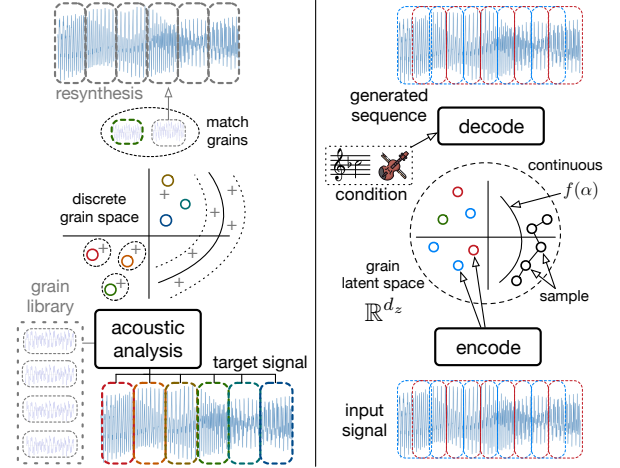 resynthesis
match
grains
discrete
grain space
grain
library
acoustic
analysis
target signal
generated
sequence
decode
condition
continuous
f(α)
grain
latent space
ℝ^{d_z}
sample
encode
input
signal